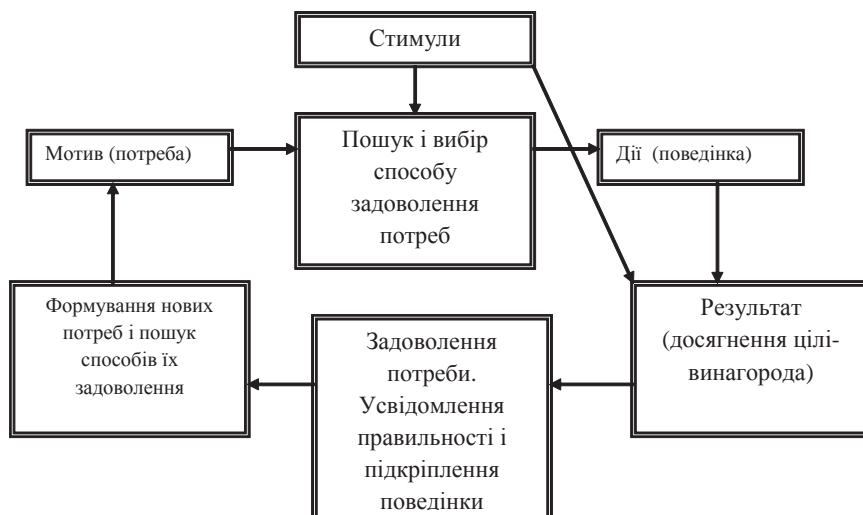 Стимули
Мотив (потреба)
Пошук і вибір
способу
задоволення
потреб
Дії (поведінка)
Формування нових
потреб і пошук
способів їх
задоволення
Задоволення
потреби.
Усвідомлення
правильності і
підкріплення
поведінки
Результат
(досягнення цілі-
винагорода)